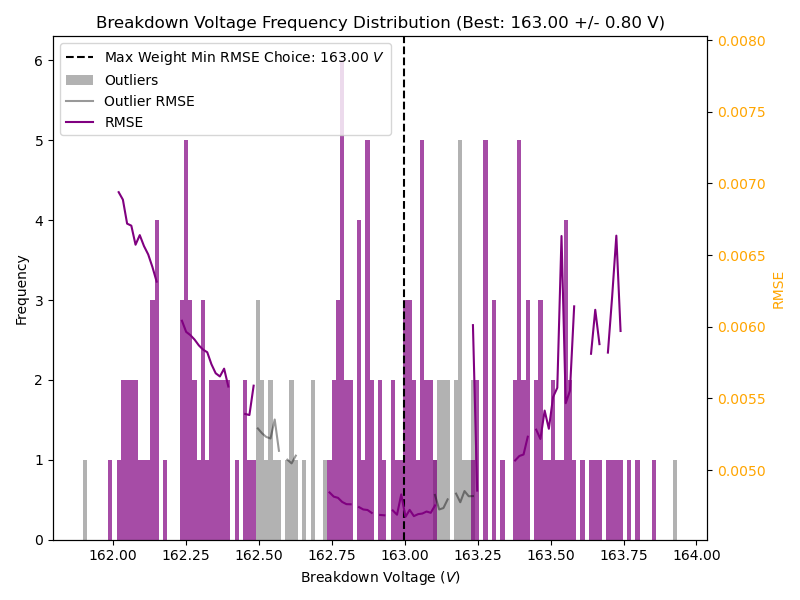 Breakdown Voltage Frequency Distribution (Best: 163.00 +/- 0.80 V)
Max Weight Min RMSE Choice: 163.00 V
Outliers
Outlier RMSE
RMSE
Frequency
6
5
4
3
2
1
0
0.0080
0.0075
0.0070
0.0065
0.0060
0.0055
0.0050
RMSE
162.00 162.25 162.50 162.75 163.00 163.25 163.50 163.75 164.00
Breakdown Voltage (V)